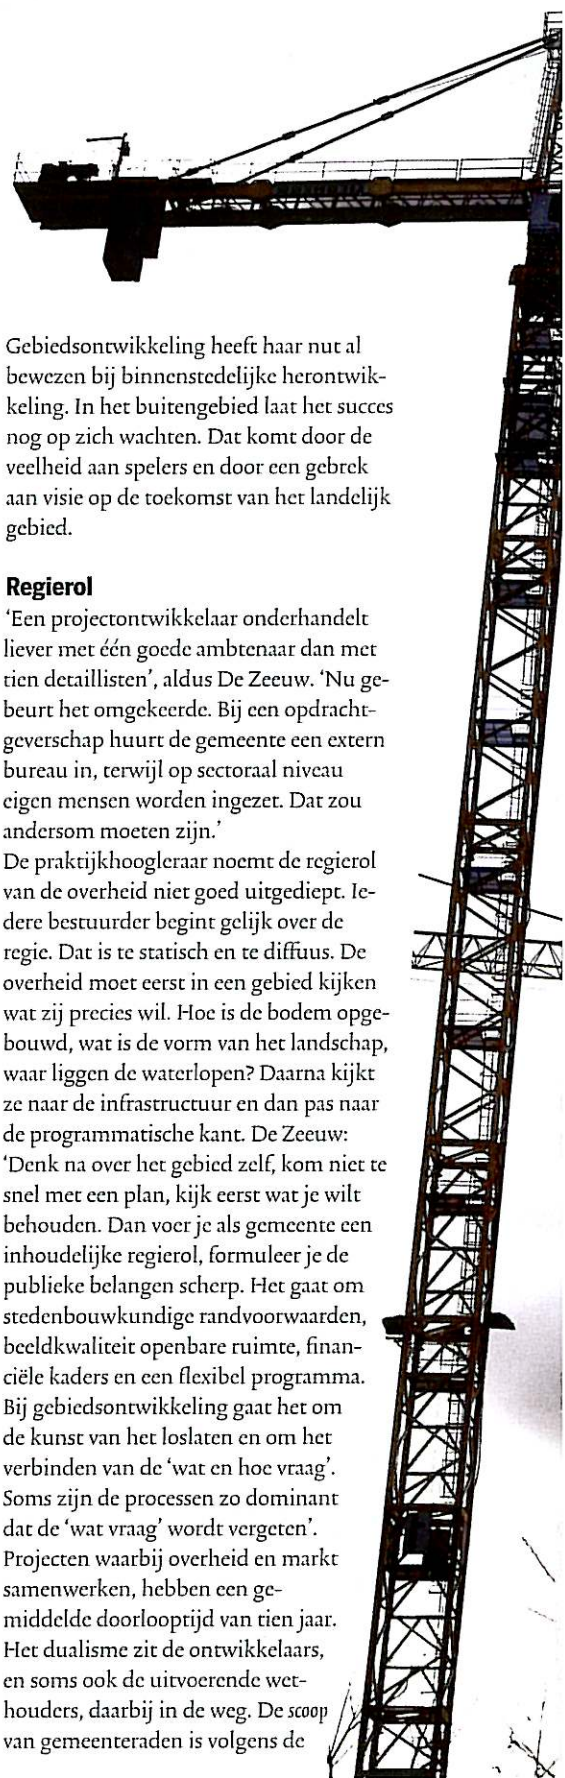 Gebiedsontwikkeling heeft haar nut al
bewezen bij binnenstedelijke herontwik-
keling. In het buitengebied laat het succes
nog op zich wachten. Dat komt door de
veelheid aan spelers en door een gebrek
aan visie op de toekomst van het landelijk
gebied.
Regierol
‘Een projectontwikkelaar onderhandelt
liever met één goede ambtenaar dan met
tien detaillisten’, aldus De Zeeuw. ‘Nu ge-
beurt het omgekeerde. Bij een opdracht-
geverschap huurt de gemeente een extern
bureau in, terwijl op sectoraal niveau
eigen mensen worden ingezet. Dat zou
andersom moeten zijn.’
De praktijkhoogleraar noemt de regierol
van de overheid niet goed uitgediept. Ie-
dere bestuurder begint gelijk over de
regie. Dat is te statisch en te diffuus. De
overheid moet eerst in een gebied kijken
wat zij precies wil. Hoe is de bodem opge-
bouwd, wat is de vorm van het landschap,
waar liggen de waterlopen? Daarna kijkt
ze naar de infrastructuur en dan pas naar
de programmatische kant. De Zeeuw:
‘Denk na over het gebied zelf, kom niet te
snel met een plan, kijk eerst wat je wilt
behouden. Dan voer je als gemeente een
inhoudelijke regierol, formuleer je de
publieke belangen scherp. Het gaat om
stedenbouwkundige randvoorwaarden,
beeldkwaliteit openbare ruimte, finan-
ciële kaders en een flexibel programma.
Bij gebiedsontwikkeling gaat het om
de kunst van het loslaten en om het
verbinden van de ‘wat en hoe vraag’.
Soms zijn de processen zo dominant
dat de ‘wat vraag’ wordt vergeten’.
Projecten waarbij overheid en markt
samenwerken, hebben een ge-
middelde doorlooptijd van tien jaar.
Het dualisme zit de ontwikkelaars,
en soms ook de uitvoerende wet-
houders, daarbij in de weg. De scoop
van gemeenteraden is volgens de